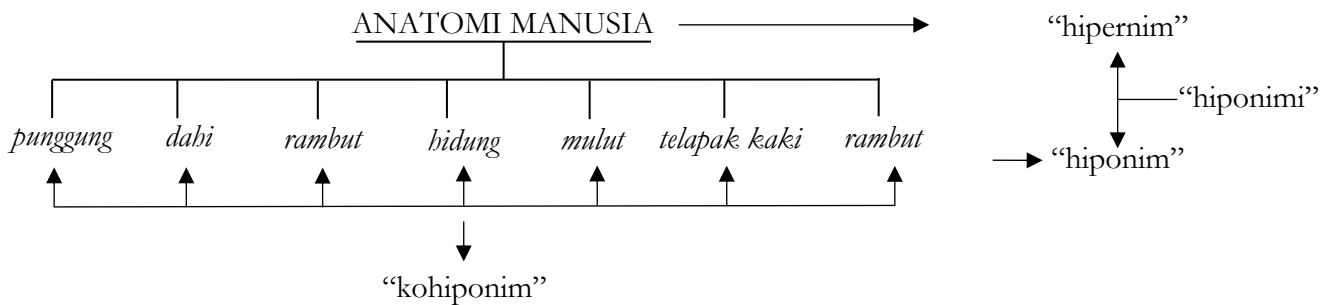 ANATOMI MANUSIA
“hipernim”
“hiponimi”
punggung dahi rambut hidung mulut telapak kaki rambut
“hiponim”
“kohiponim”